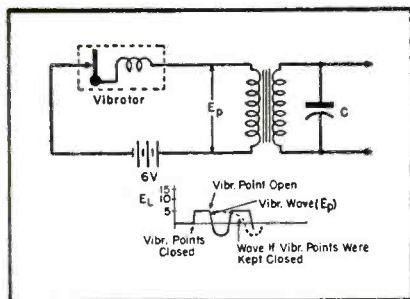 Vibrator
Ep
C
6V
Vibr. Point Open
15
EL 10
5
Vibr. Wave (Ep)
Vibr. Points
Closed
Wave If Vibr. Points Were
Kept Closed